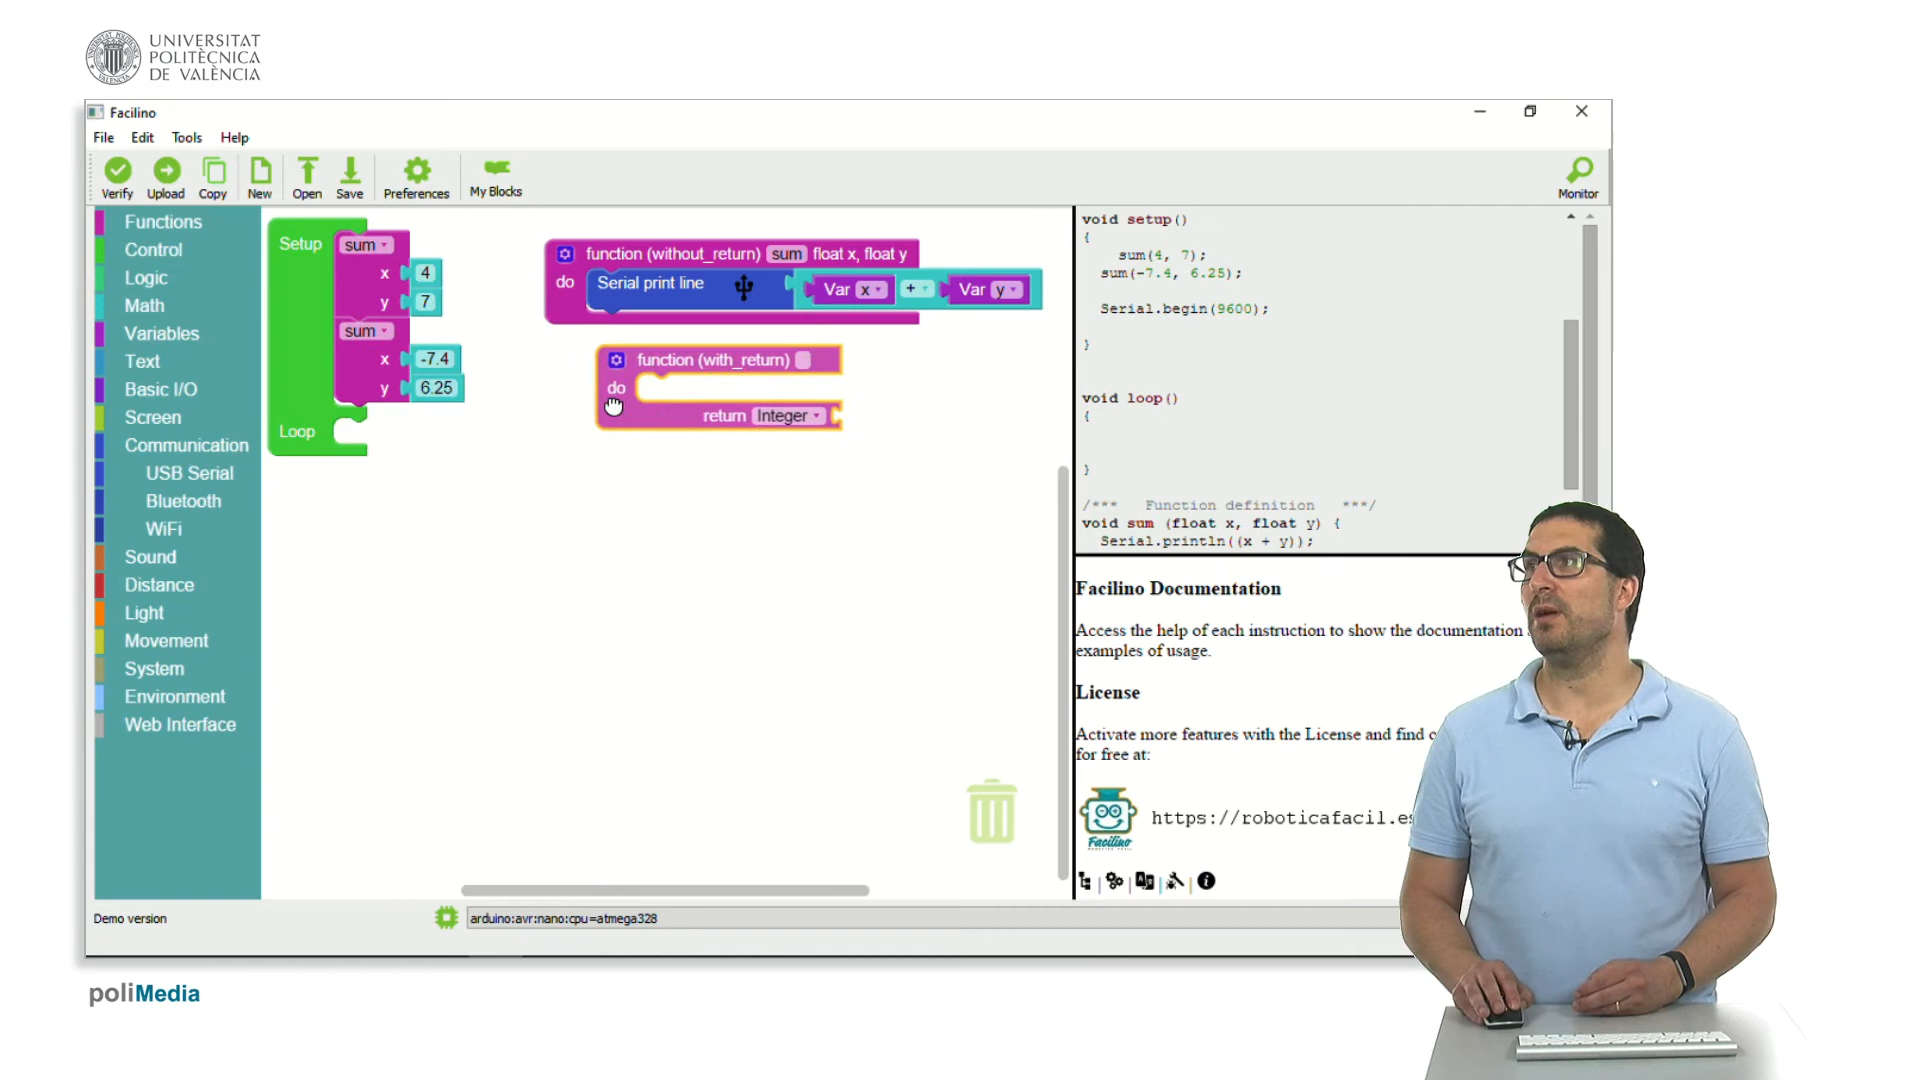 UNIVERSITAT
POLITÈCNICA
DE VALÈNCIA
Facilino
File Edit Tools Help
Verify Upload Copy New Open Save Preferences My Blocks Monitor
Functions
Control
Logic
Math
Variables
Text
Basic I/O
Screen
Communication
USB Serial
Bluetooth
WiFi
Sound
Distance
Light
Movement
System
Environment
Web Interface
Setup sum
x 4
y 7
sum
x -7.4
y 6.25
Loop
function (without_return) sum float x, float y
do Serial print line Var x + Var y
function (with_return)
do
return Integer
void setup()
{
sum(4, 7);
sum(-7.4, 6.25);
Serial.begin(9600);
}
void loop()
{
}
/*** Function definition ***/
void sum (float x, float y) {
Serial.println((x + y));
Facilino Documentation
Access the help of each instruction to show the documentation
examples of usage.
License
Activate more features with the License and find
for free at:
Facilino
https://roboticafacil.es
Demo version
arduino:avr:nano:cpu=atmega328
poliMedia